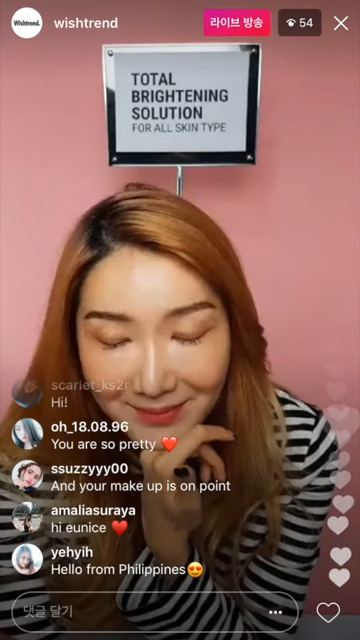 Wishtrend.
wishtrend
라이브 방송
54
TOTAL
BRIGHTENING
SOLUTION
FOR ALL SKIN TYPE
scarlet_ks2r
Hi!
oh_18.08.96
You are so pretty ❤️
ssuzzyyy00
And your make up is on point
amaliasuraya
hi eunice ❤️
yehyih
Hello from Philippines😍
댓글 달기